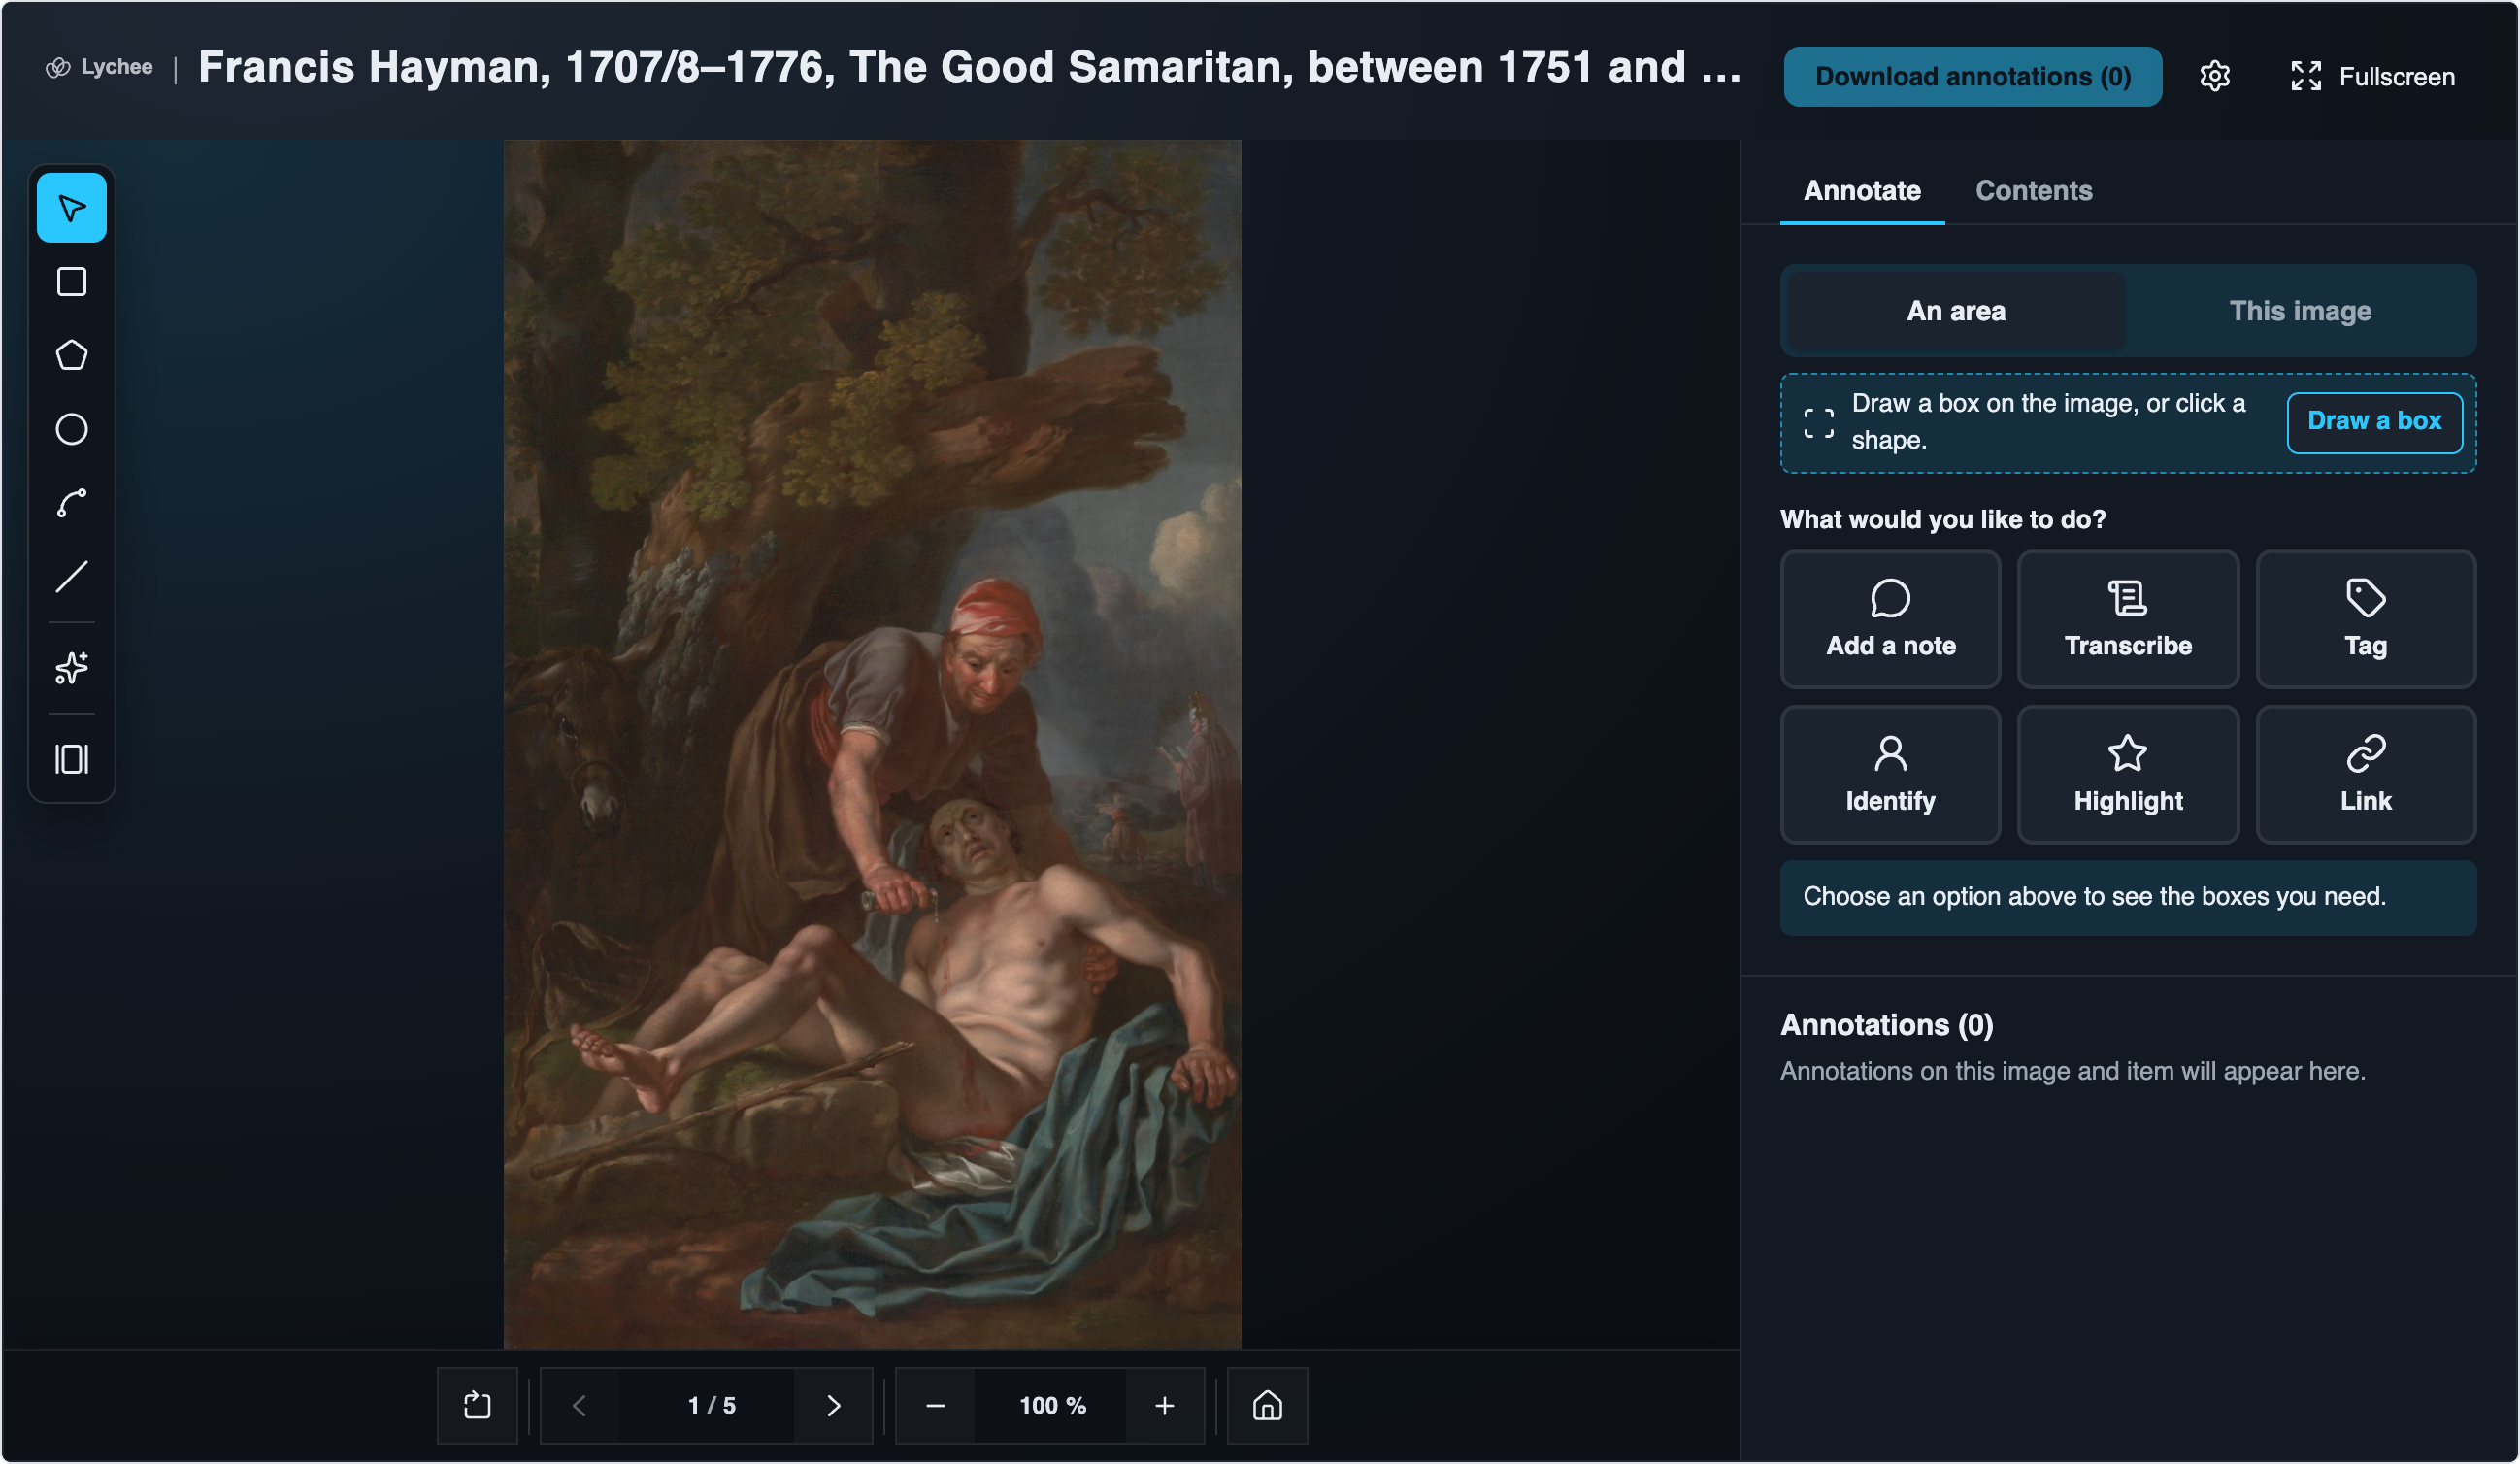 Lychee | Francis Hayman, 1707/8–1776, The Good Samaritan, between 1751 and ...
Download annotations (0)
Fullscreen
Annotate
Contents
An area
This image
Draw a box on the image, or click a
shape.
Draw a box
What would you like to do?
Add a note
Transcribe
Tag
Identify
Highlight
Link
Choose an option above to see the boxes you need.
Annotations (0)
Annotations on this image and item will appear here.
1 / 5
100 %